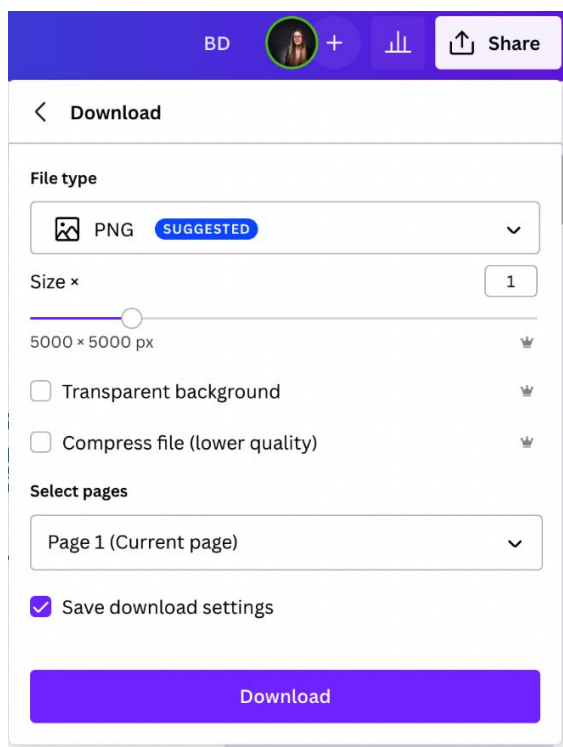 BD
+
Share
Download
File type
PNG SUGGESTED
Size × 1
5000 × 5000 px
Transparent background
Compress file (lower quality)
Select pages
Page 1 (Current page)
Save download settings
Download